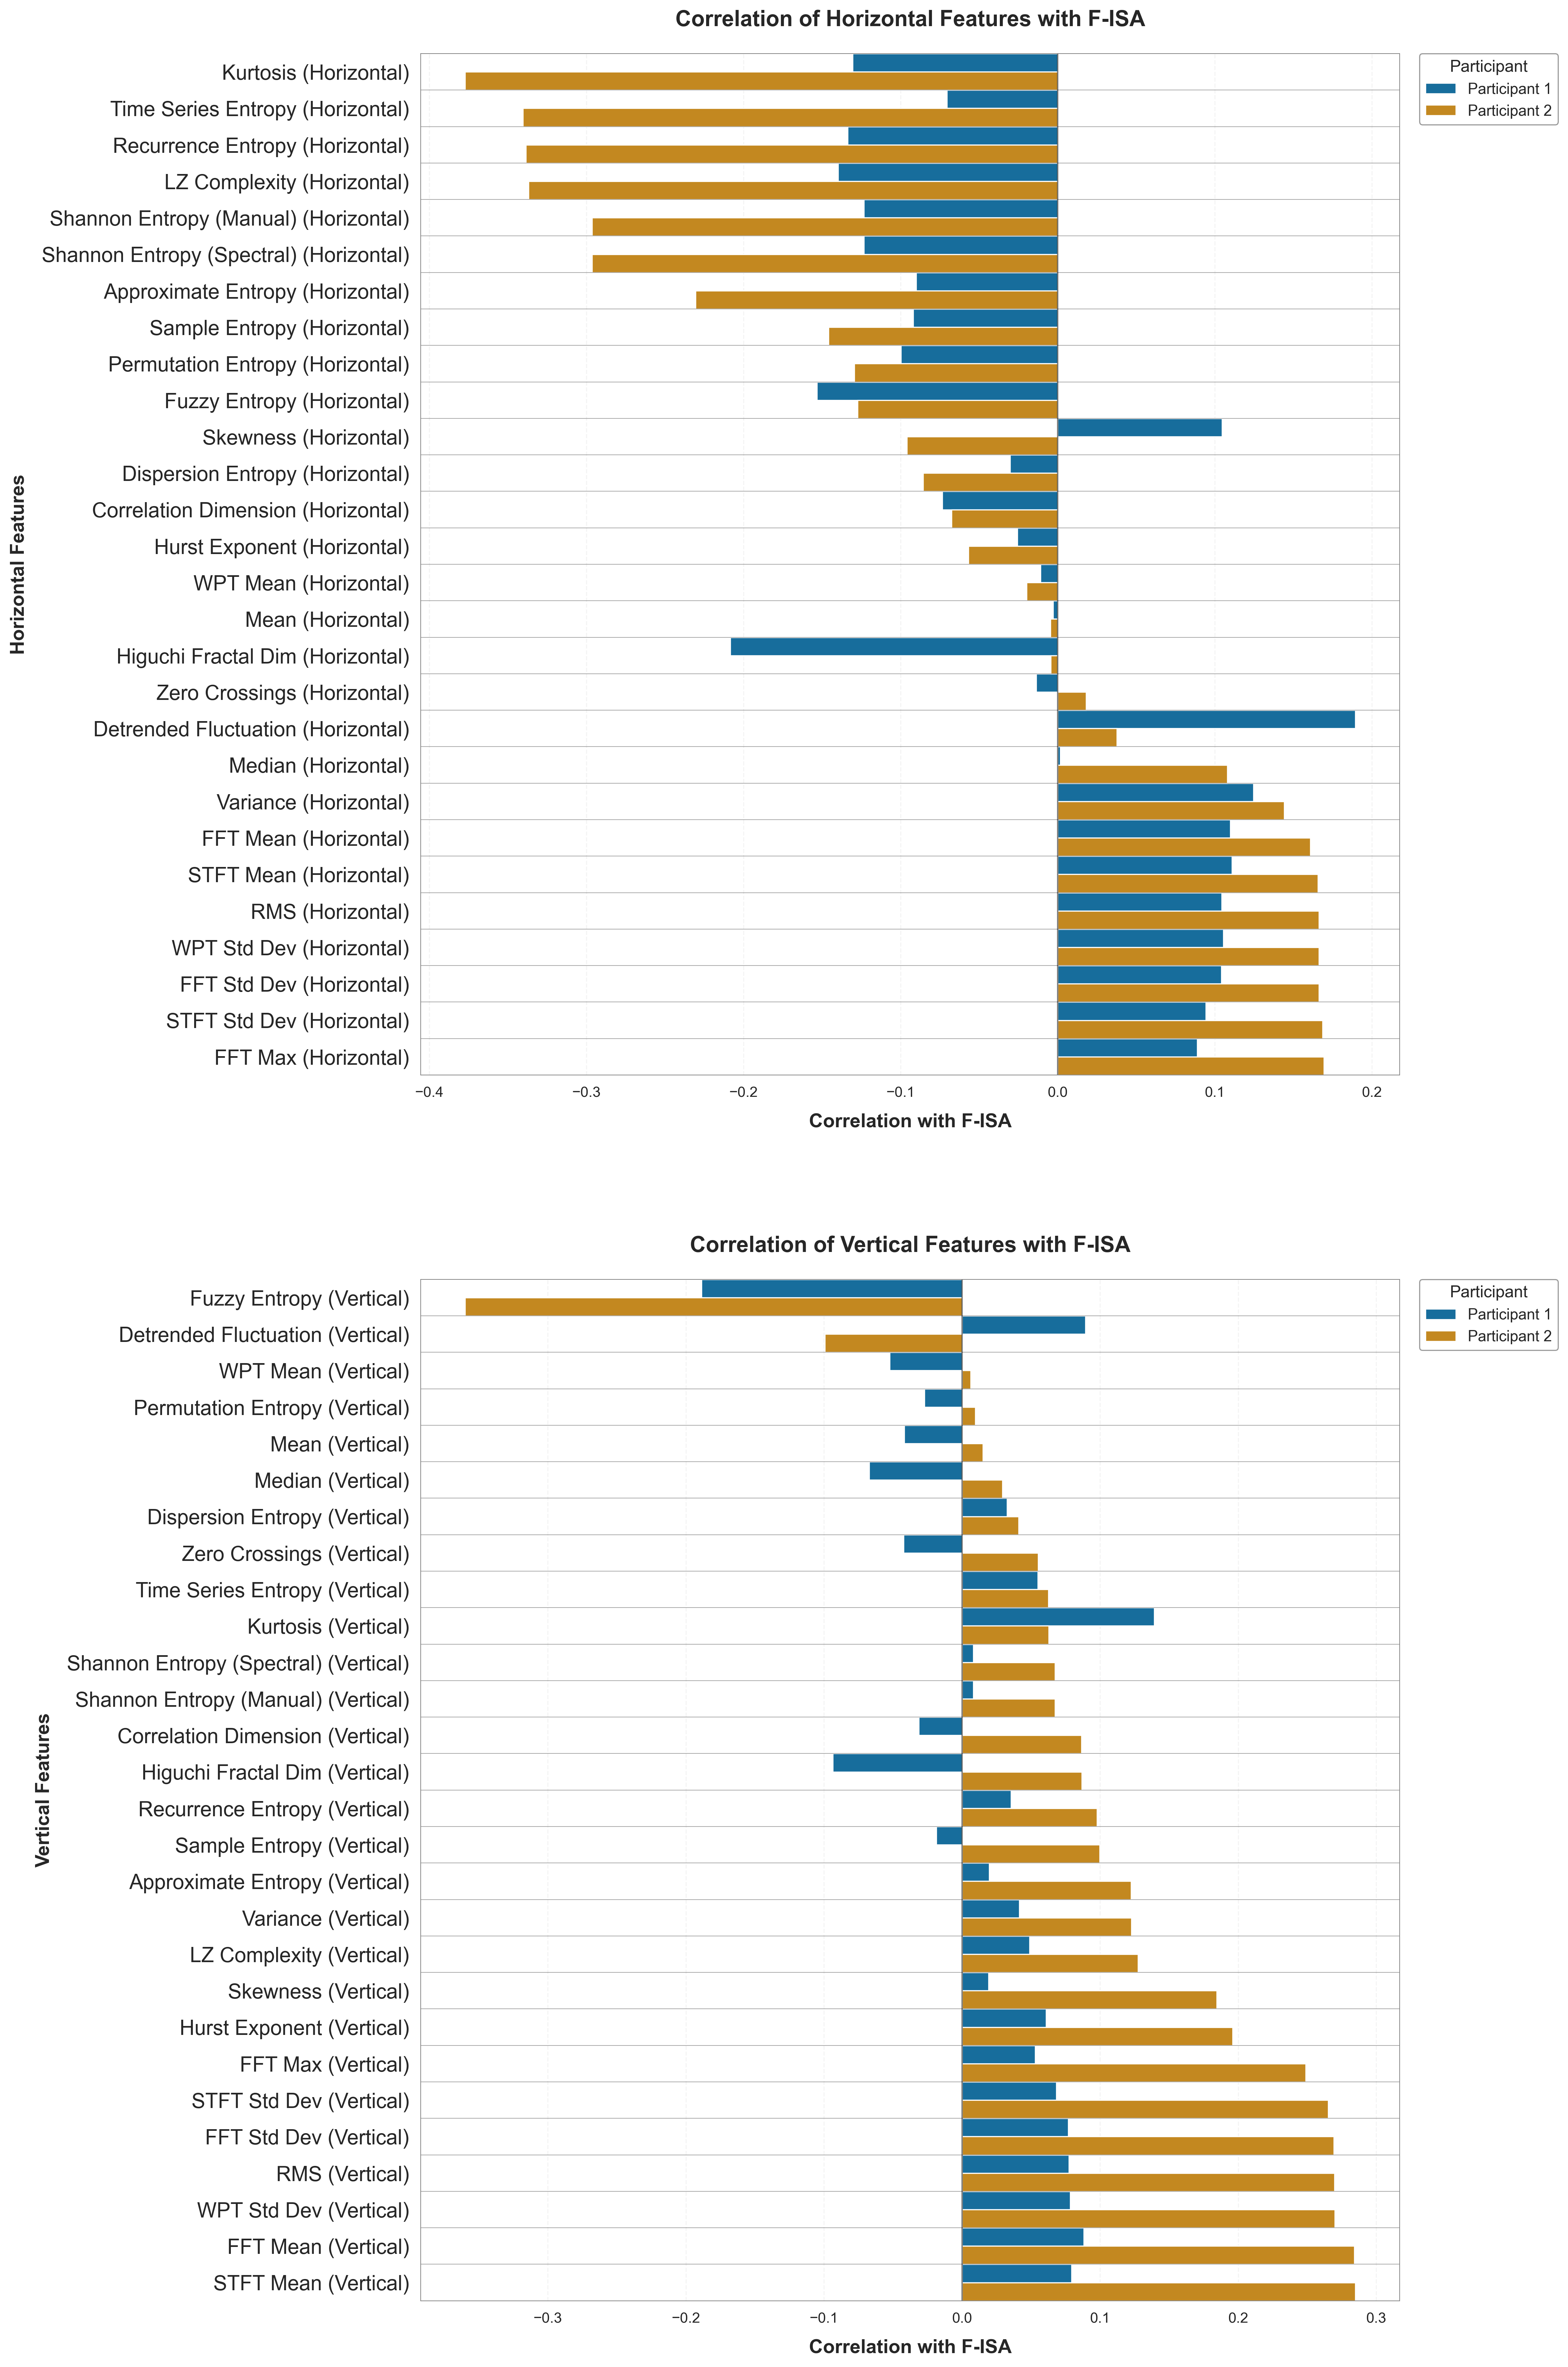 Correlation of Horizontal Features with F-ISA
Participant
Participant 1
Participant 2
Horizontal Features
Kurtosis (Horizontal)
Time Series Entropy (Horizontal)
Recurrence Entropy (Horizontal)
LZ Complexity (Horizontal)
Shannon Entropy (Manual) (Horizontal)
Shannon Entropy (Spectral) (Horizontal)
Approximate Entropy (Horizontal)
Sample Entropy (Horizontal)
Permutation Entropy (Horizontal)
Fuzzy Entropy (Horizontal)
Skewness (Horizontal)
Dispersion Entropy (Horizontal)
Correlation Dimension (Horizontal)
Hurst Exponent (Horizontal)
WPT Mean (Horizontal)
Mean (Horizontal)
Higuchi Fractal Dim (Horizontal)
Zero Crossings (Horizontal)
Detrended Fluctuation (Horizontal)
Median (Horizontal)
Variance (Horizontal)
FFT Mean (Horizontal)
STFT Mean (Horizontal)
RMS (Horizontal)
WPT Std Dev (Horizontal)
FFT Std Dev (Horizontal)
STFT Std Dev (Horizontal)
FFT Max (Horizontal)
−0.4 −0.3 −0.2 −0.1 0.0 0.1 0.2
Correlation with F-ISA
Correlation of Vertical Features with F-ISA
Participant
Participant 1
Participant 2
Vertical Features
Fuzzy Entropy (Vertical)
Detrended Fluctuation (Vertical)
WPT Mean (Vertical)
Permutation Entropy (Vertical)
Mean (Vertical)
Median (Vertical)
Dispersion Entropy (Vertical)
Zero Crossings (Vertical)
Time Series Entropy (Vertical)
Kurtosis (Vertical)
Shannon Entropy (Spectral) (Vertical)
Shannon Entropy (Manual) (Vertical)
Correlation Dimension (Vertical)
Higuchi Fractal Dim (Vertical)
Recurrence Entropy (Vertical)
Sample Entropy (Vertical)
Approximate Entropy (Vertical)
Variance (Vertical)
LZ Complexity (Vertical)
Skewness (Vertical)
Hurst Exponent (Vertical)
FFT Max (Vertical)
STFT Std Dev (Vertical)
FFT Std Dev (Vertical)
RMS (Vertical)
WPT Std Dev (Vertical)
FFT Mean (Vertical)
STFT Mean (Vertical)
−0.3 −0.2 −0.1 0.0 0.1 0.2 0.3
Correlation with F-ISA